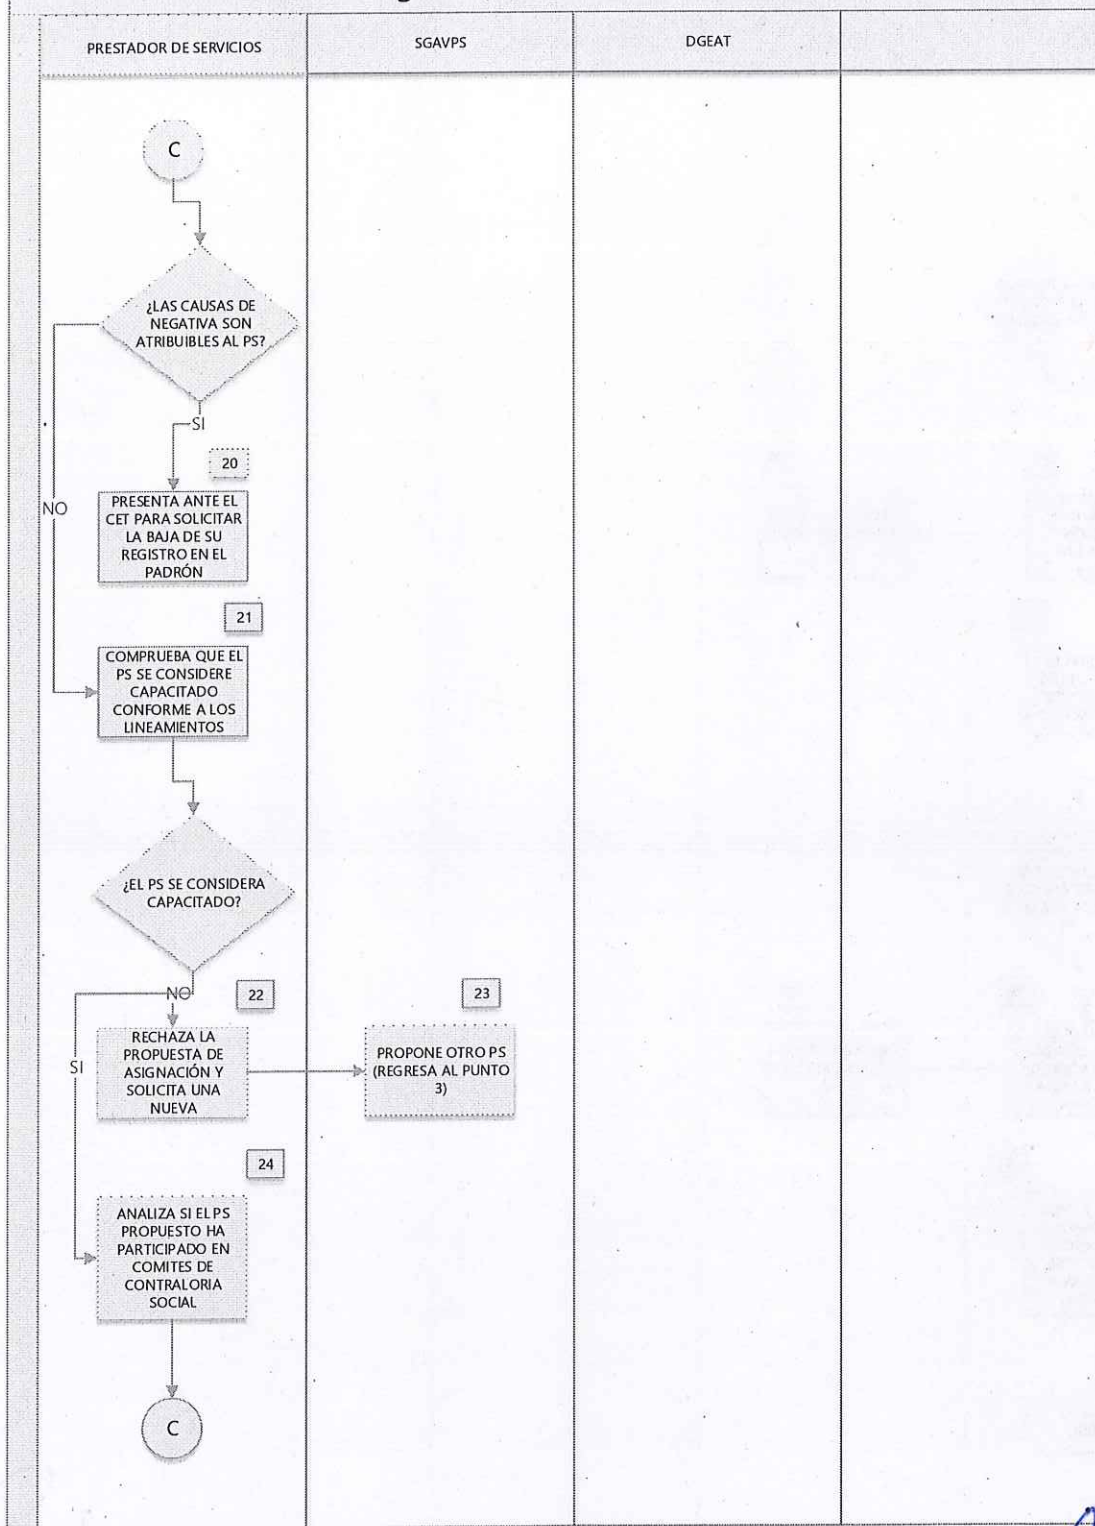 PRESTADOR DE SERVICIOS
SGAVPS
DGEAT
C
¿LAS CAUSAS DE
NEGATIVA SON
ATRIBUIBLES AL PS?
SI
NO
20
PRESENTA ANTE EL
CET PARA SOLICITAR
LA BAJA DE SU
REGISTRO EN EL
PADRÓN
21
COMPRUEBA QUE EL
PS SE CONSIDERE
CAPACITADO
CONFORME A LOS
LINEAMIENTOS
¿EL PS SE CONSIDERA
CAPACITADO?
NO
SI
22
RECHAZA LA
PROPUESTA DE
ASIGNACIÓN Y
SOLICITA UNA
NUEVA
23
PROPONE OTRO PS
(REGRESA AL PUNTO
3)
24
ANALIZA SI EL PS
PROPUESTO HA
PARTICIPADO EN
COMITES DE
CONTRALORIA
SOCIAL
C